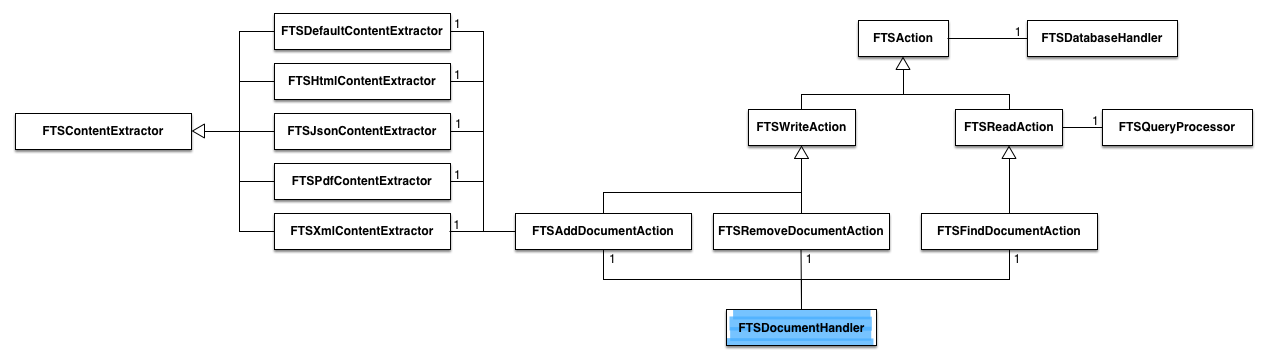 FTSDefaultContentExtractor
1
FTSHtmlContentExtractor
1
FTSContentExtractor
FTSJsonContentExtractor
1
FTSPdfContentExtractor
1
FTSXmlContentExtractor
1
FTSAction
1
FTSDatabaseHandler
FTSWriteAction
FTSReadAction
1
FTSQueryProcessor
FTSAddDocumentAction
FTSRemoveDocumentAction
FTSFindDocumentAction
1
1
1
FTSDocumentHandler